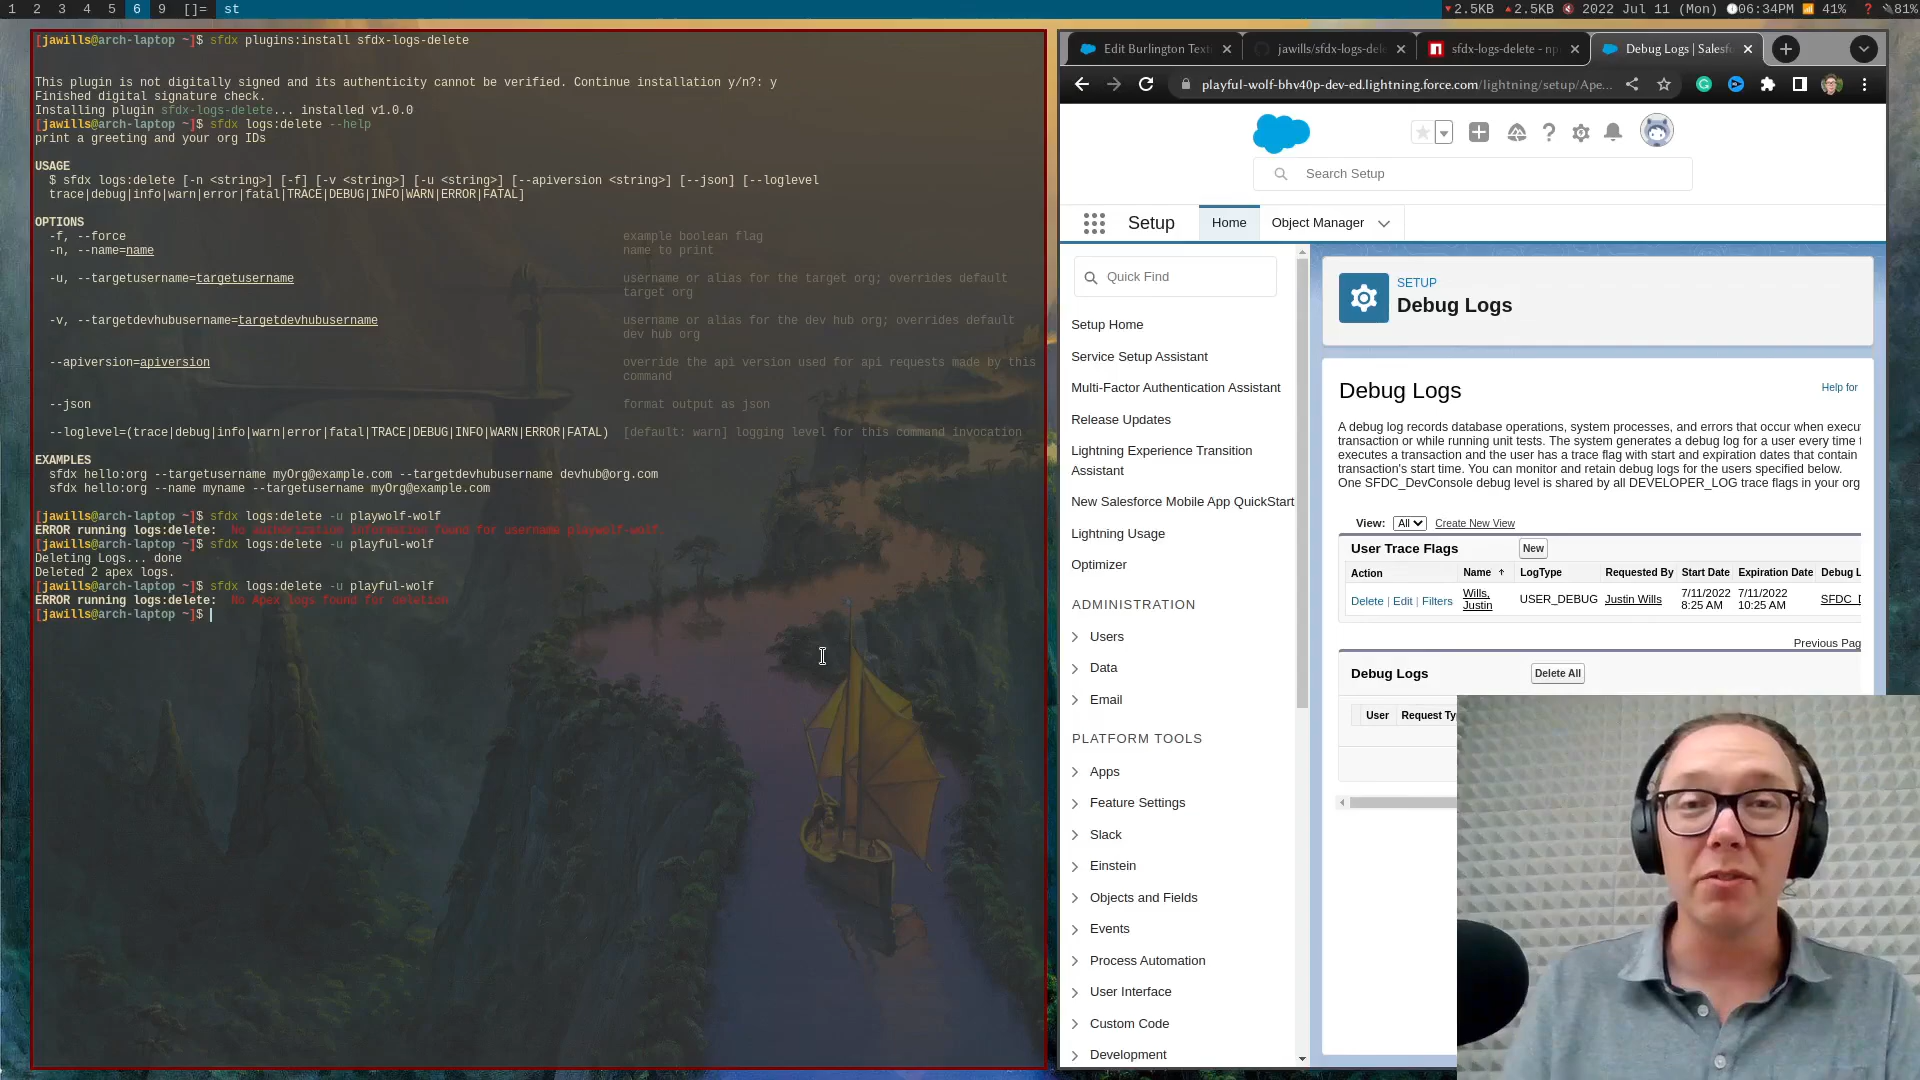 1 2 3 4 5 6 9 []= st
2.5KB 2.5KB 2022 Jul 11 (Mon) 06:34PM 41% ? 81%
[jawills@arch-laptop ~]$ sfdx plugins:install sfdx-logs-delete
This plugin is not digitally signed and its authenticity cannot be verified. Continue installation y/n?: y
Finished digital signature check.
Installing plugin sfdx-logs-delete... installed v1.0.0
[jawills@arch-laptop ~]$ sfdx logs:delete --help
print a greeting and your org IDs
USAGE
$ sfdx logs:delete [-n <string>] [-f] [-v <string>] [-u <string>] [--apiversion <string>] [--json] [--loglevel
trace|debug|info|warn|error|fatal|TRACE|DEBUG|INFO|WARN|ERROR|FATAL]
OPTIONS
-f, --force example boolean flag
-n, --name=name name to print
-u, --targetusername=targetusername username or alias for the target org; overrides default
target org
-v, --targetdevhubusername=targetdevhubusername username or alias for the dev hub org; overrides default
dev hub org
--apiversion=apiversion override the api version used for api requests made by this
command
--json format output as json
--loglevel=(trace|debug|info|warn|error|fatal|TRACE|DEBUG|INFO|WARN|ERROR|FATAL) [default: warn] logging level for this command invocation
EXAMPLES
sfdx hello:org --targetusername myOrg@example.com --targetdevhubusername devhub@org.com
sfdx hello:org --name myname --targetusername myOrg@example.com
[jawills@arch-laptop ~]$ sfdx logs:delete -u playwolf-wolf
ERROR running logs:delete: No authorization information found for username playwolf-wolf.
[jawills@arch-laptop ~]$ sfdx logs:delete -u playful-wolf
Deleting Logs... done
Deleted 2 apex logs.
[jawills@arch-laptop ~]$ sfdx logs:delete -u playful-wolf
ERROR running logs:delete: No Apex logs found for deletion
[jawills@arch-laptop ~]$
Edit Burlington Text jawills/sfdx-logs-dele sfdx-logs-delete - np Debug Logs | Salesf
playful-wolf-bhv40p-dev-ed.lightning.force.com/lightning/setup/Ape...
Search Setup
Setup Home Object Manager
Quick Find
Setup Home
Service Setup Assistant
Multi-Factor Authentication Assistant
Release Updates
Lightning Experience Transition
Assistant
New Salesforce Mobile App QuickStart
Lightning Usage
Optimizer
ADMINISTRATION
Users
Data
Email
PLATFORM TOOLS
Apps
Feature Settings
Slack
Einstein
Objects and Fields
Events
Process Automation
User Interface
Custom Code
Development
SETUP
Debug Logs
Debug Logs
Help for
A debug log records database operations, system processes, and errors that occur when execu
transaction or while running unit tests. The system generates a debug log for a user every time t
executes a transaction and the user has a trace flag with start and expiration dates that contain
transaction's start time. You can monitor and retain debug logs for the users specified below.
One SFDC_DevConsole debug level is shared by all DEVELOPER_LOG trace flags in your org
View: All Create New View
User Trace Flags New
Action Name LogType Requested By Start Date Expiration Date Debug L
Delete | Edit | Filters Wills, Justin USER_DEBUG Justin Wills 7/11/2022 8:25 AM 7/11/2022 10:25 AM SFDC_D
Previous Pag
Debug Logs Delete All
User Request Ty